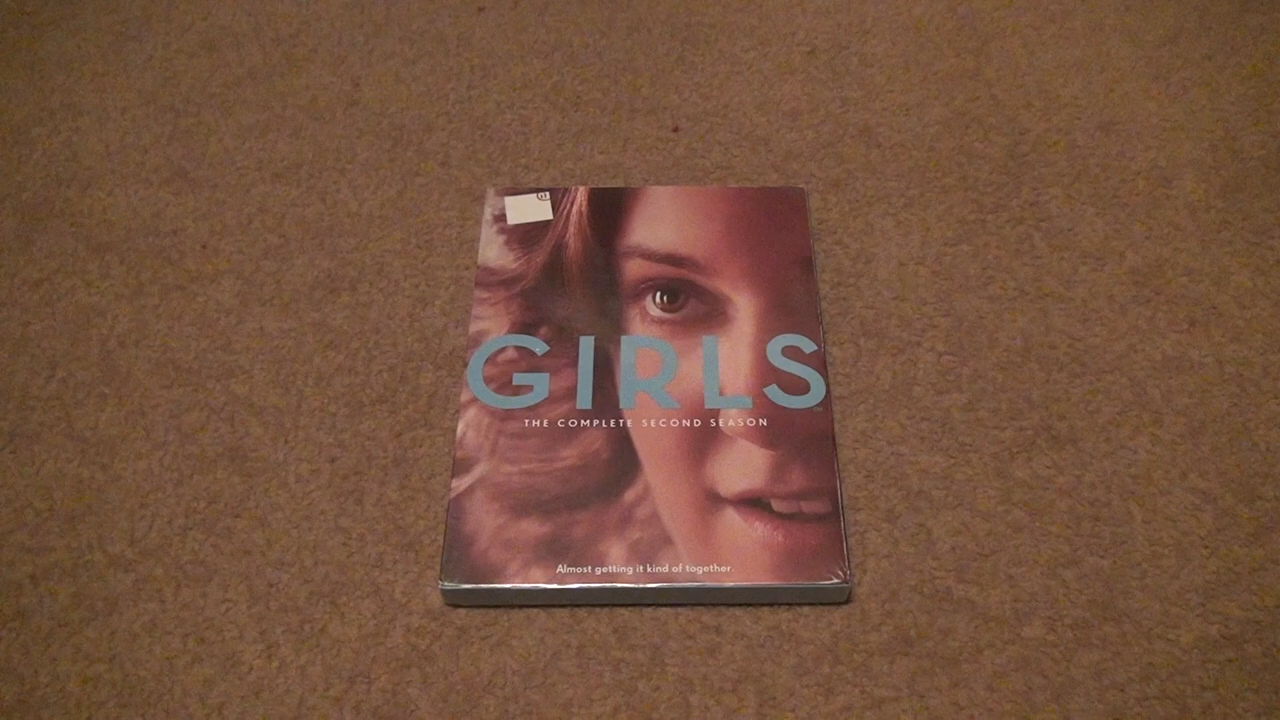 GIRLS
THE COMPLETE SECOND SEASON
Almost getting it kind of together.